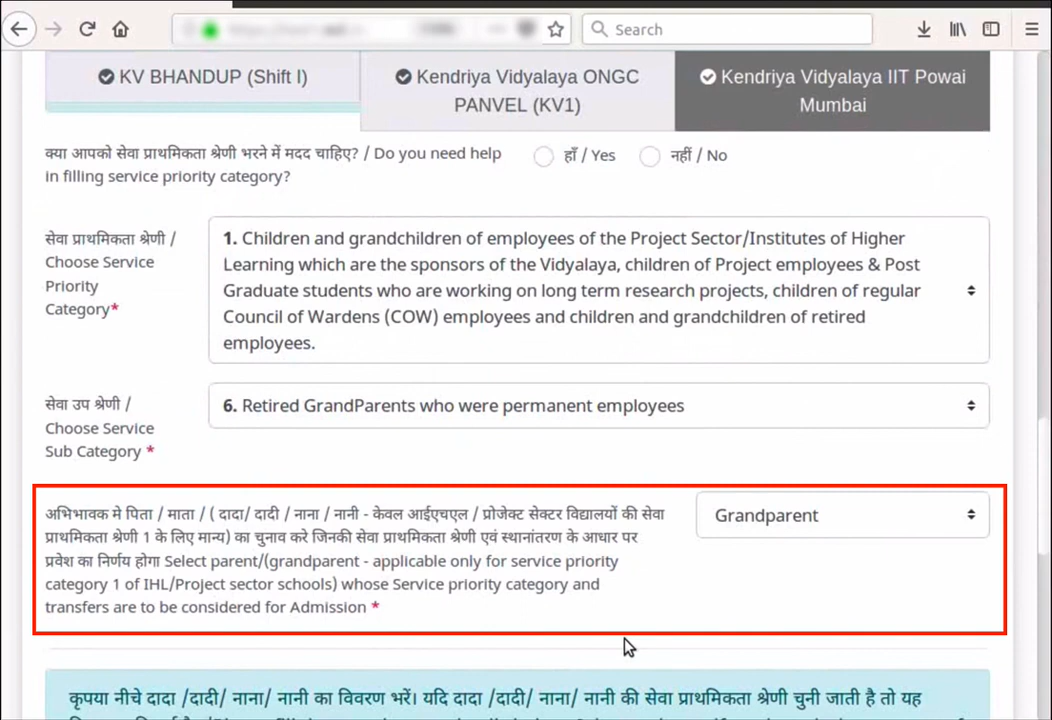 Search
KV BHANDUP (Shift I)
Kendriya Vidyalaya ONGC
PANVEL (KV1)
Kendriya Vidyalaya IIT Powai
Mumbai
क्या आपको सेवा प्राथमिकता श्रेणी भरने में मदद चाहिए? / Do you need help
in filling service priority category?
हाँ / Yes
नहीं / No
सेवा प्राथमिकता श्रेणी /
Choose Service
Priority
Category*
1. Children and grandchildren of employees of the Project Sector/Institutes of Higher
Learning which are the sponsors of the Vidyalaya, children of Project employees & Post
Graduate students who are working on long term research projects, children of regular
Council of Wardens (COW) employees and children and grandchildren of retired
employees.
सेवा उप श्रेणी /
Choose Service
Sub Category *
6. Retired GrandParents who were permanent employees
अभिभावक मे पिता / माता / ( दादा/ दादी / नाना / नानी - केवल आईएचएल / प्रोजेक्ट सेक्टर विद्यालयों की सेवा
प्राथमिकता श्रेणी 1 के लिए मान्य) का चुनाव करे जिनकी सेवा प्राथमिकता श्रेणी एवं स्थानांतरण के आधार पर
प्रवेश का निर्णय होगा Select parent/(grandparent - applicable only for service priority
category 1 of IHL/Project sector schools) whose Service priority category and
transfers are to be considered for Admission *
Grandparent
कृपया नीचे दादा /दादी/ नाना/ नानी का विवरण भरें। यदि दादा /दादी/ नाना/ नानी की सेवा प्राथमिकता श्रेणी चुनी जाती है तो यह